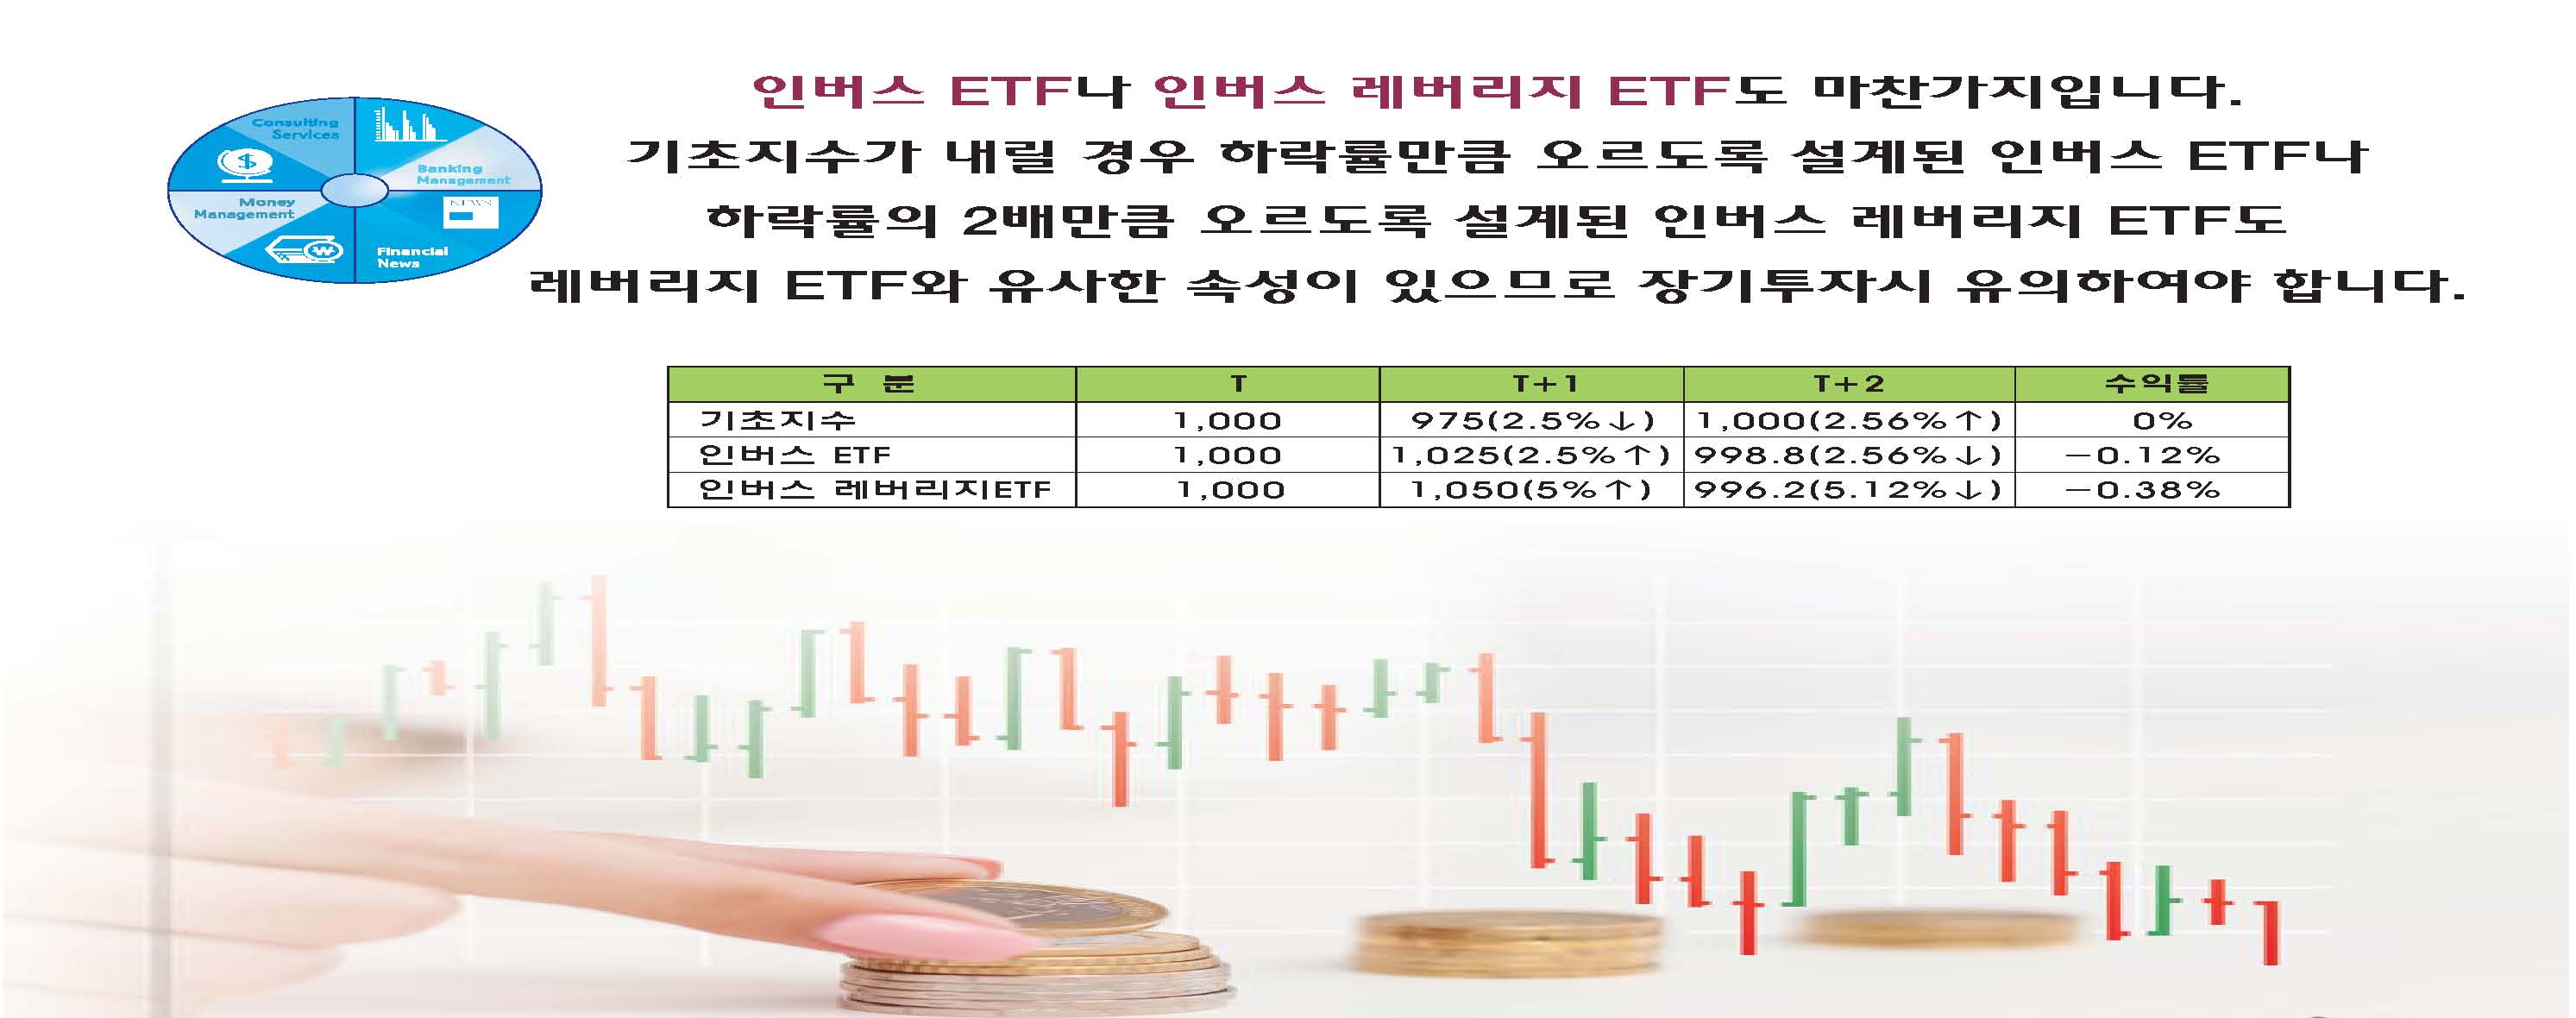 인버스 ETF나 인버스 레버리지 ETF도 마찬가지입니다.
기초지수가 내릴 경우 하락률만큼 오르도록 설계된 인버스 ETF나
하락률의 2배만큼 오르도록 설계된 인버스 레버리지 ETF도
레버리지 ETF와 유사한 속성이 있으므로 장기투자시 유의하여야 합니다.
Consulting
Services
$
Banking
Management
Money
Management
NEWS
₩
Financial
News
구 분 T T+1 T+2 수익률
기초지수 1,000 975(2.5%↓) 1,000(2.56%↑) 0%
인버스 ETF 1,000 1,025(2.5%↑) 998.8(2.56%↓) −0.12%
인버스 레버리지ETF 1,000 1,050(5%↑) 996.2(5.12%↓) −0.38%